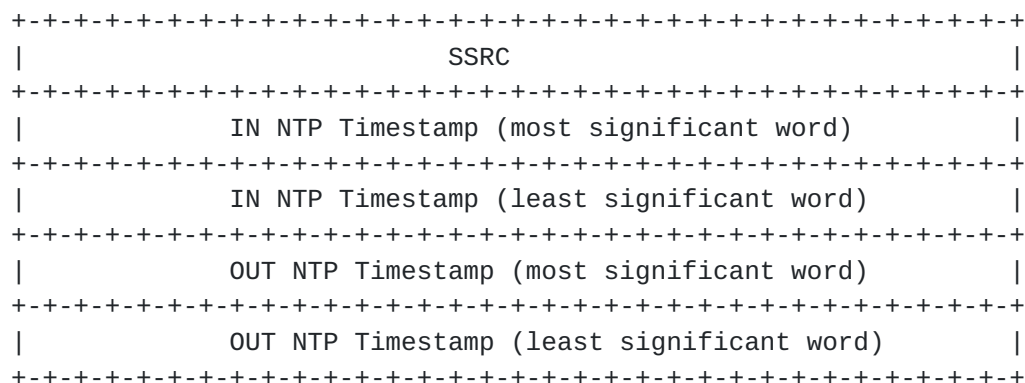 +-+-+-+-+-+-+-+-+-+-+-+-+-+-+-+-+-+-+-+-+-+-+-+-+-+-+-+-+-+-+-+-+
|                           SSRC                                |
+-+-+-+-+-+-+-+-+-+-+-+-+-+-+-+-+-+-+-+-+-+-+-+-+-+-+-+-+-+-+-+-+
|             IN NTP Timestamp (most significant word)          |
+-+-+-+-+-+-+-+-+-+-+-+-+-+-+-+-+-+-+-+-+-+-+-+-+-+-+-+-+-+-+-+-+
|             IN NTP Timestamp (least significant word)         |
+-+-+-+-+-+-+-+-+-+-+-+-+-+-+-+-+-+-+-+-+-+-+-+-+-+-+-+-+-+-+-+-+
|             OUT NTP Timestamp (most significant word)         |
+-+-+-+-+-+-+-+-+-+-+-+-+-+-+-+-+-+-+-+-+-+-+-+-+-+-+-+-+-+-+-+-+
|             OUT NTP Timestamp (least significant word)        |
+-+-+-+-+-+-+-+-+-+-+-+-+-+-+-+-+-+-+-+-+-+-+-+-+-+-+-+-+-+-+-+-+